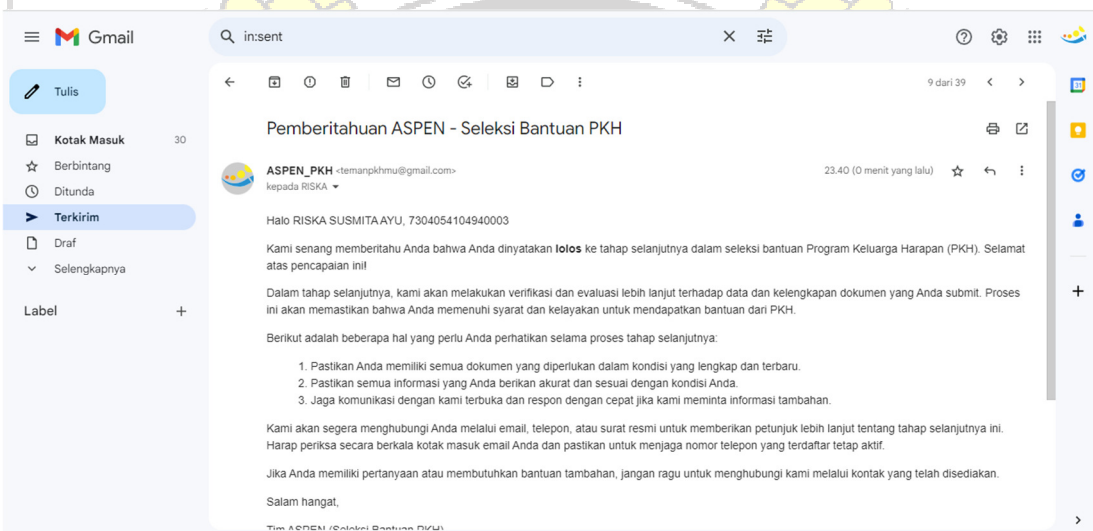 Gmail
in:sent
Tulis
9 dari 39
31
Kotak Masuk 30
Berbintang
Ditunda
Terkirim
Draf
Selengkapnya
Label
Pemberitahuan ASPEN - Seleksi Bantuan PKH
ASPEN_PKH <temanpkhmu@gmail.com> 23.40 (0 menit yang lalu)
kepada RISKA
Halo RISKA SUSMITA AYU, 7304054104940003
Kami senang memberitahu Anda bahwa Anda dinyatakan lolos ke tahap selanjutnya dalam seleksi bantuan Program Keluarga Harapan (PKH). Selamat
atas pencapaian ini!
Dalam tahap selanjutnya, kami akan melakukan verifikasi dan evaluasi lebih lanjut terhadap data dan kelengkapan dokumen yang Anda submit. Proses
ini akan memastikan bahwa Anda memenuhi syarat dan kelayakan untuk mendapatkan bantuan dari PKH.
Berikut adalah beberapa hal yang perlu Anda perhatikan selama proses tahap selanjutnya:
1. Pastikan Anda memiliki semua dokumen yang diperlukan dalam kondisi yang lengkap dan terbaru.
2. Pastikan semua informasi yang Anda berikan akurat dan sesuai dengan kondisi Anda.
3. Jaga komunikasi dengan kami terbuka dan respon dengan cepat jika kami meminta informasi tambahan.
Kami akan segera menghubungi Anda melalui email, telepon, atau surat resmi untuk memberikan petunjuk lebih lanjut tentang tahap selanjutnya ini.
Harap periksa secara berkala kotak masuk email Anda dan pastikan untuk menjaga nomor telepon yang terdaftar tetap aktif.
Jika Anda memiliki pertanyaan atau membutuhkan bantuan tambahan, jangan ragu untuk menghubungi kami melalui kontak yang telah disediakan.
Salam hangat,
Tim ASPEN (Seleksi Bantuan PKH)